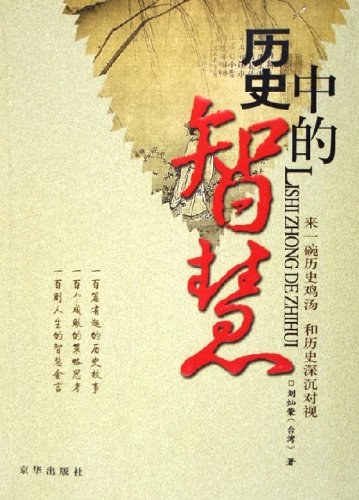 历史
中的
智慧
LISHI ZHONG DE ZHIHUI
来一碗历史鸡汤 和历史深沉对视
一百篇有趣的历史故事
一百个成败的策略思考
一百则人生的智慧金言
□刘灿荣(台湾) 著
京华出版社